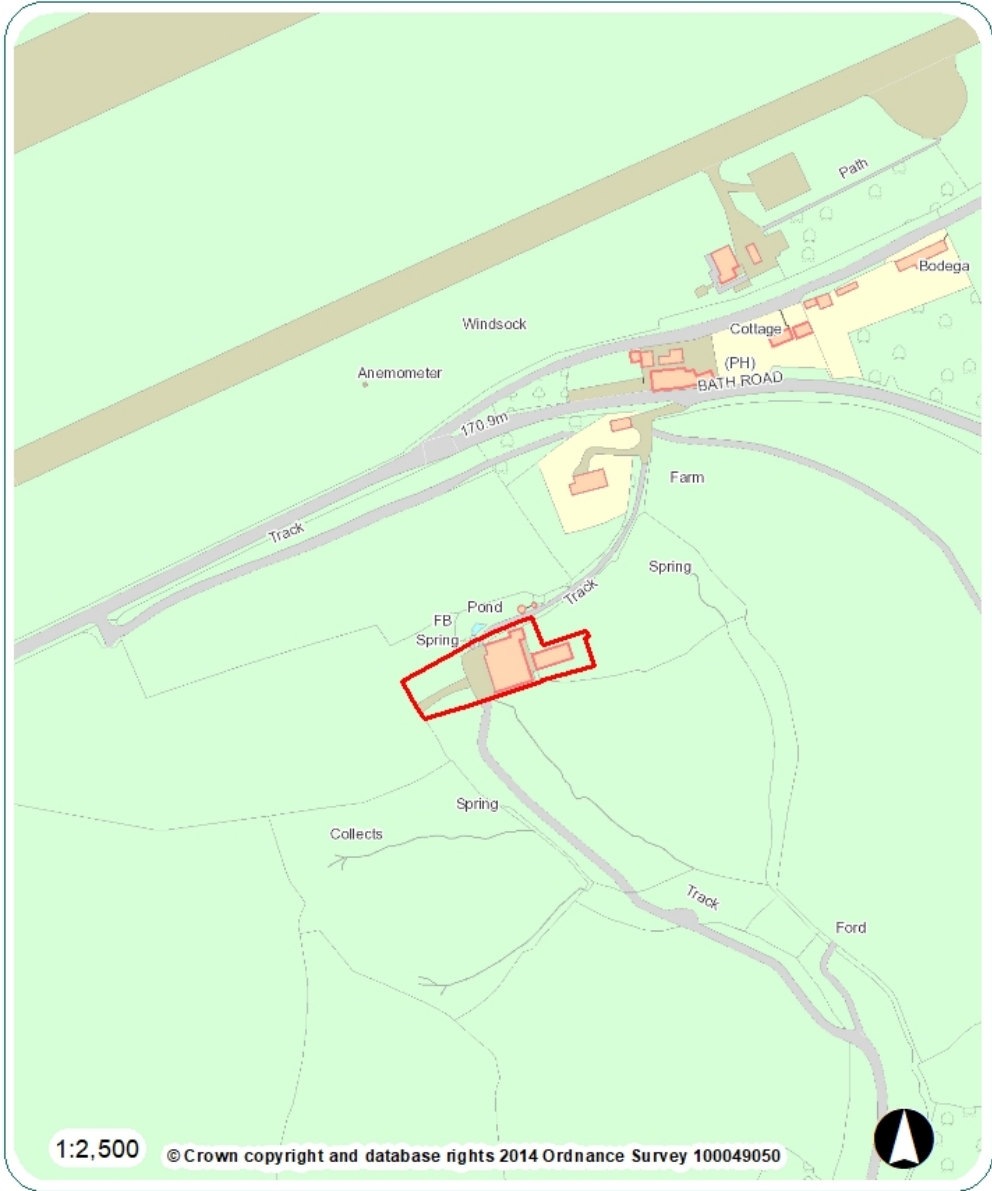 Path
Bodega
Windsock
Cottage
(PH)
Anemometer
BATH ROAD
170.9m
Farm
Track
Spring
Track
Pond
FB
Spring
Spring
Collects
Track
Ford
1:2,500
© Crown copyright and database rights 2014 Ordnance Survey 100049050